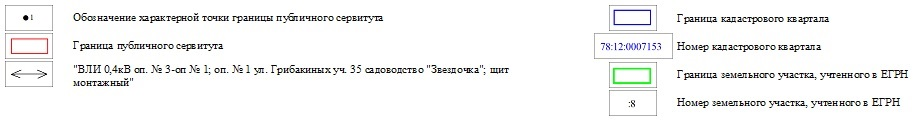 1
Обозначение характерной точки границы публичного сервитута
Граница публичного сервитута
"ВЛИ 0,4кВ оп. № 3-оп № 1; оп. № 1 ул. Грибакиных уч. 35 садоводство "Звездочка"; щит
монтажный"
Граница кадастрового квартала
78:12:0007153
Номер кадастрового квартала
Граница земельного участка, учтенного в ЕГРН
:8
Номер земельного участка, учтенного в ЕГРН